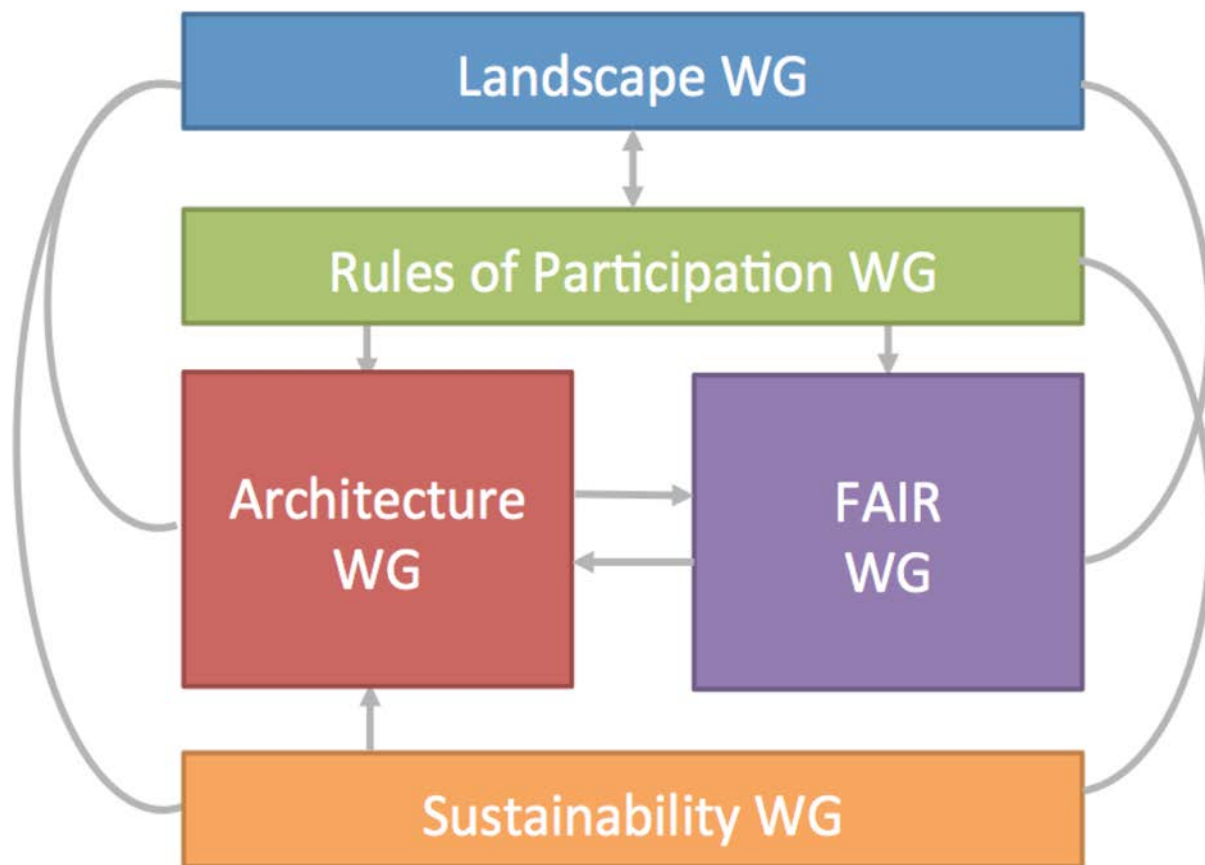 Landscape WG
Rules of Participation WG
Architecture
WG
FAIR
WG
Sustainability WG